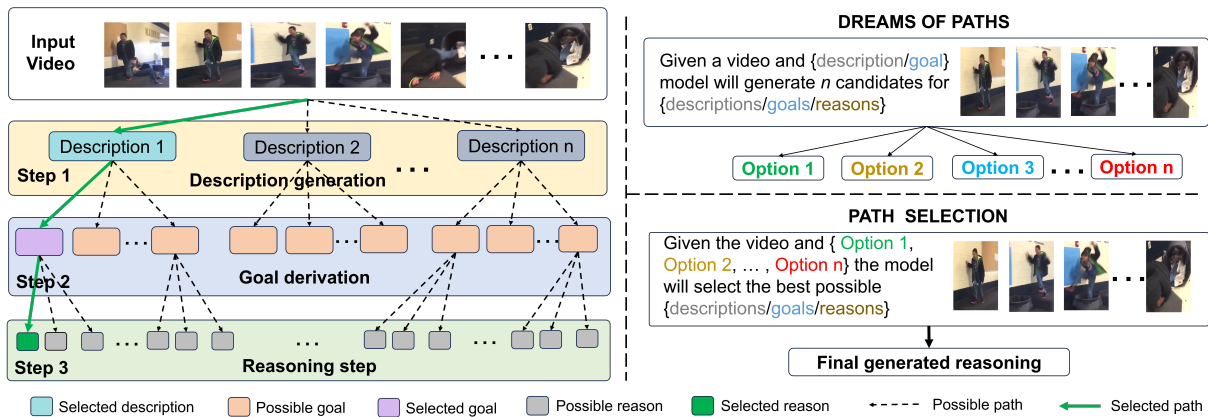 Input
Video
...
Description 1
Description 2
...
Description n
Step 1
Description generation
...
...
...
Step 2
Goal derivation
...
...
...
Step 3
Reasoning step
DREAMS OF PATHS
Given a video and {description/goal}
model will generate n candidates for
{descriptions/goals/reasons}
...
Option 1
Option 2
Option 3
...
Option n
PATH SELECTION
Given the video and { Option 1,
Option 2, ... , Option n} the model
will select the best possible
{descriptions/goals/reasons}
...
Final generated reasoning
Selected description
Possible goal
Selected goal
Possible reason
Selected reason
Possible path
Selected path